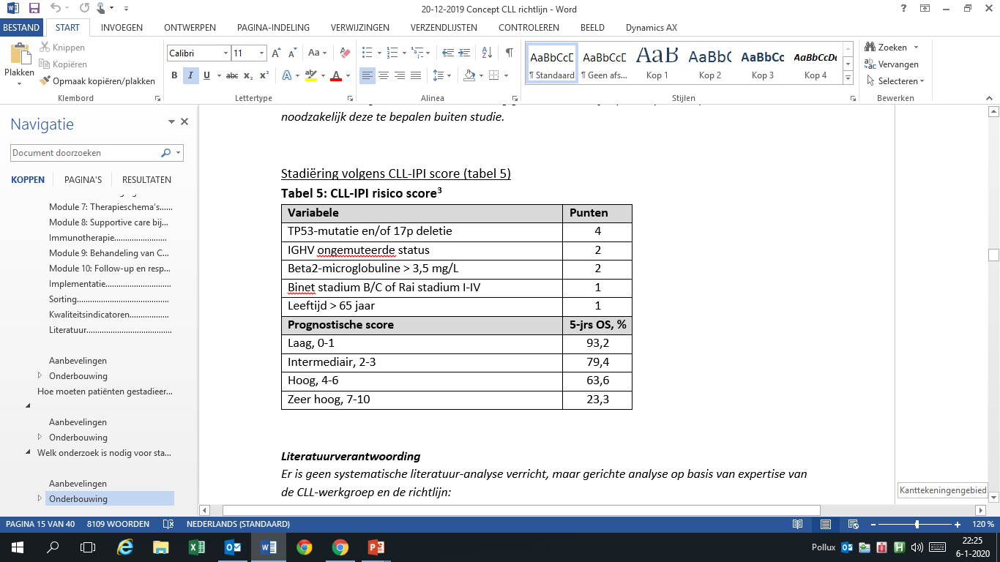 20-12-2019 Concept CLL richtlijn - Word
BESTAND START INVOEGEN ONTWERPEN PAGINA-INDELING VERWIJZINGEN VERZENDLIJSTEN CONTROLEREN BEELD Dynamics AX
Plakken
Knippen
Kopiëren
Opmaak kopiëren/plakken
Klembord
Calibri 11
B I U abc x₂ x²
Lettertype
Alinea
AaBbCcD AaBbCcD AaB AaBbC AaBbCc AaBbCcDc
¶ Standaard ¶ Geen afs... Kop 1 Kop 2 Kop 3 Kop 4
Stijlen
Zoeken
Vervangen
Selecteren
Bewerken
Navigatie
Document doorzoeken
KOPPEN PAGINA'S RESULTATEN
Module 7: Therapieschema's......
Module 8: Supportive care bij...
Immunotherapie........................
Module 9: Behandeling van C...
Module 10: Follow-up en resp...
Implementatie..............................
Sorting..........................................
Kwaliteitsindicatoren..................
Literatuur.......................................
Aanbevelingen
Onderbouwing
Hoe moeten patiënten gestadieer...
Aanbevelingen
Onderbouwing
Welk onderzoek is nodig voor sta...
Aanbevelingen
Onderbouwing
noodzakelijk deze te bepalen buiten studie.
Stadiëring volgens CLL-IPI score (tabel 5)
Tabel 5: CLL-IPI risico score³
Variabele Punten
TP53-mutatie en/of 17p deletie 4
IGHV ongemuteerde status 2
Beta2-microglobuline > 3,5 mg/L 2
Binet stadium B/C of Rai stadium I-IV 1
Leeftijd > 65 jaar 1
Prognostische score 5-jrs OS, %
Laag, 0-1 93,2
Intermediair, 2-3 79,4
Hoog, 4-6 63,6
Zeer hoog, 7-10 23,3
Literatuurverantwoording
Er is geen systematische literatuur-analyse verricht, maar gerichte analyse op basis van expertise van
de CLL-werkgroep en de richtlijn:
Kanttekeningengebied
PAGINA 15 VAN 40 8109 WOORDEN NEDERLANDS (STANDAARD) 120 %
Pollux 22:25
6-1-2020